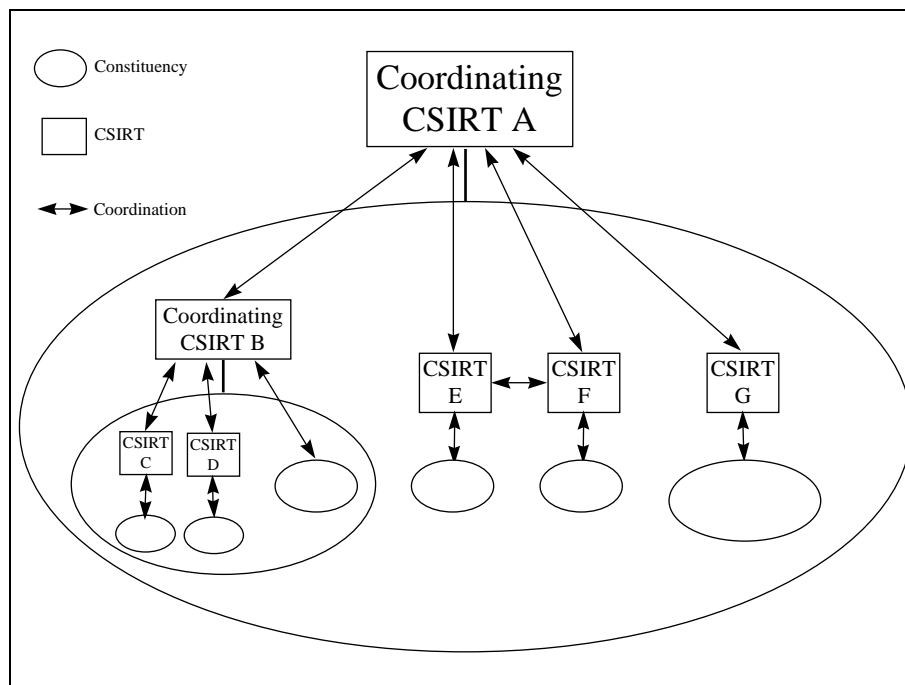 Constituency
CSIRT
Coordination
Coordinating
CSIRT A
Coordinating
CSIRT B
CSIRT
C
CSIRT
D
CSIRT
E
CSIRT
F
CSIRT
G